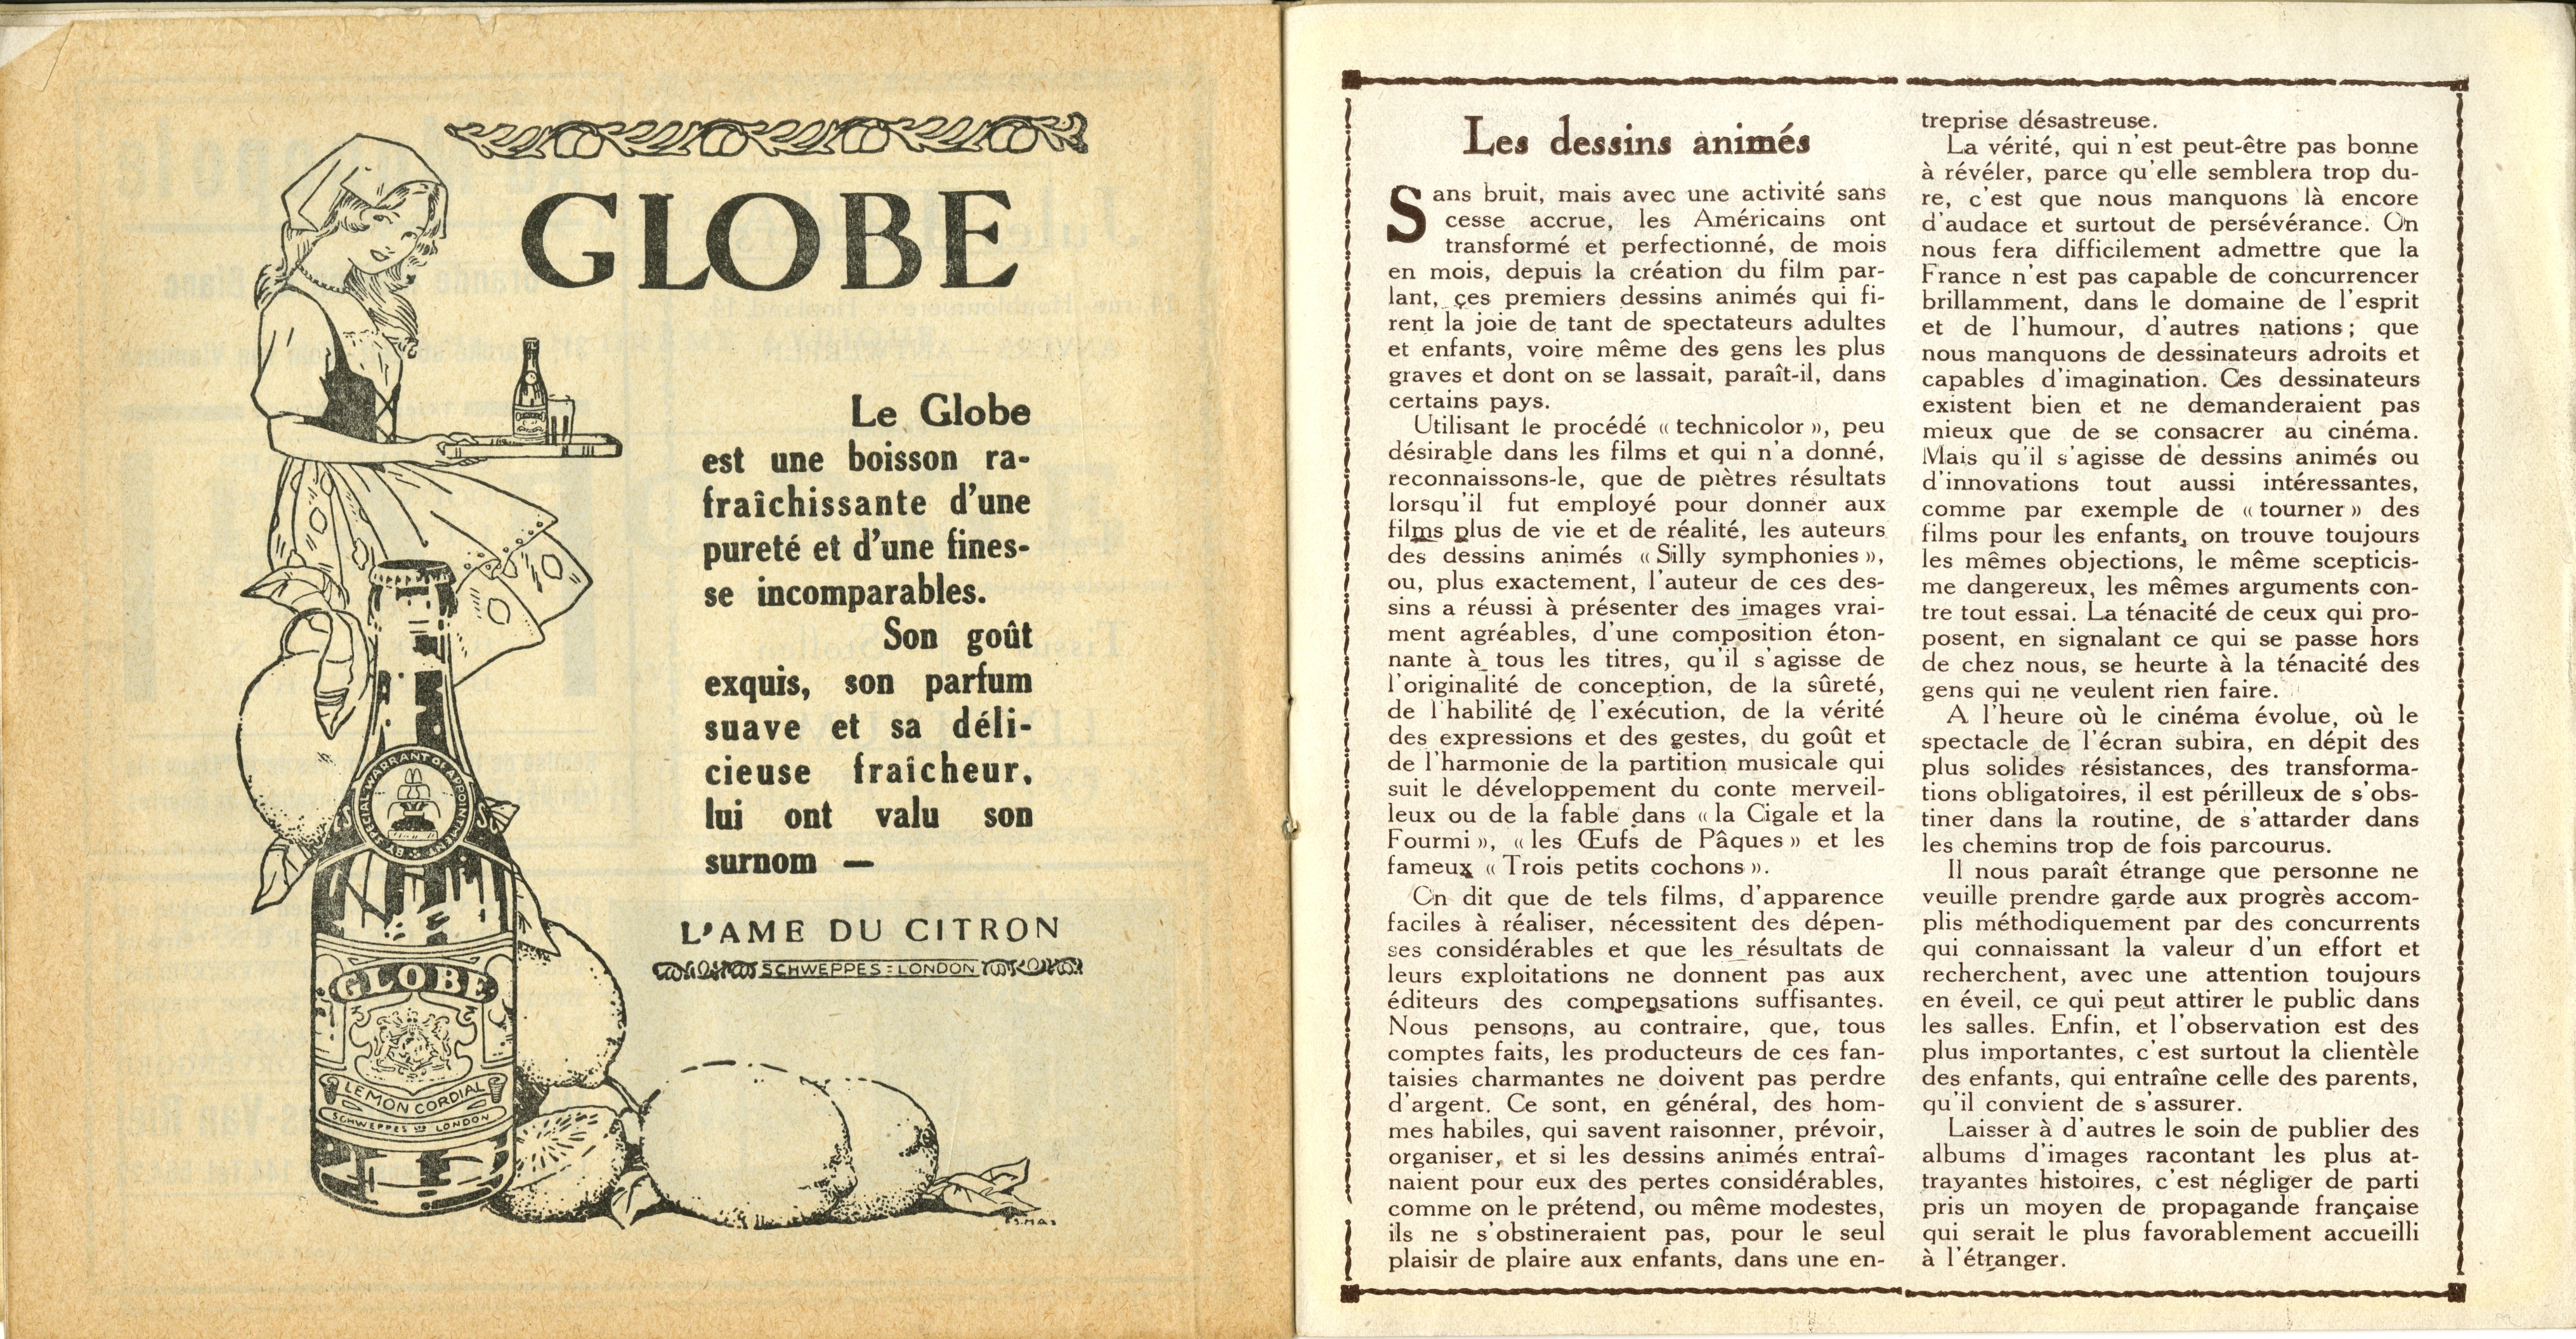 GLOBE
Le Globe
est une boisson ra-
fraîchissante d'une
pureté et d'une fines-
se incomparables.
Son goût
exquis, son parfum
suave et sa déli-
cieuse fraîcheur,
lui ont valu son
surnom —
L'AME DU CITRON
SCHWEPPES : LONDON
BY SPECIAL WARRANT OF APPOINTMENT
GLOBE
LEMON CORDIAL
SCHWEPPES LTD LONDON
Les dessins animés
Sans bruit, mais avec une activité sans
cesse accrue, les Américains ont
transformé et perfectionné, de mois
en mois, depuis la création du film par-
lant, ces premiers dessins animés qui fi-
rent la joie de tant de spectateurs adultes
et enfants, voire même des gens les plus
graves et dont on se lassait, paraît-il, dans
certains pays.
Utilisant le procédé « technicolor », peu
désirable dans les films et qui n'a donné,
reconnaissons-le, que de piètres résultats
lorsqu'il fut employé pour donner aux
films plus de vie et de réalité, les auteurs
des dessins animés « Silly symphonies »,
ou, plus exactement, l'auteur de ces des-
sins a réussi à présenter des images vrai-
ment agréables, d'une composition éton-
nante à tous les titres, qu'il s'agisse de
l'originalité de conception, de la sûreté,
de l'habilité de l'exécution, de la vérité
des expressions et des gestes, du goût et
de l'harmonie de la partition musicale qui
suit le développement du conte merveil-
leux ou de la fable dans « la Cigale et la
Fourmi », « les Œufs de Pâques » et les
fameux « Trois petits cochons ».
On dit que de tels films, d'apparence
faciles à réaliser, nécessitent des dépen-
ses considérables et que les résultats de
leurs exploitations ne donnent pas aux
éditeurs des compensations suffisantes.
Nous pensons, au contraire, que, tous
comptes faits, les producteurs de ces fan-
taisies charmantes ne doivent pas perdre
d'argent. Ce sont, en général, des hom-
mes habiles, qui savent raisonner, prévoir,
organiser, et si les dessins animés entraî-
naient pour eux des pertes considérables,
comme on le prétend, ou même modestes,
ils ne s'obstineraient pas, pour le seul
plaisir de plaire aux enfants, dans une en-
treprise désastreuse.
La vérité, qui n'est peut-être pas bonne
à révéler, parce qu'elle semblera trop du-
re, c'est que nous manquons là encore
d'audace et surtout de persévérance. On
nous fera difficilement admettre que la
France n'est pas capable de concurrencer
brillamment, dans le domaine de l'esprit
et de l'humour, d'autres nations ; que
nous manquons de dessinateurs adroits et
capables d'imagination. Ces dessinateurs
existent bien et ne demanderaient pas
mieux que de se consacrer au cinéma.
Mais qu'il s'agisse de dessins animés ou
d'innovations tout aussi intéressantes,
comme par exemple de « tourner » des
films pour les enfants, on trouve toujours
les mêmes objections, le même scepticis-
me dangereux, les mêmes arguments con-
tre tout essai. La ténacité de ceux qui pro-
posent, en signalant ce qui se passe hors
de chez nous, se heurte à la ténacité des
gens qui ne veulent rien faire.
A l'heure où le cinéma évolue, où le
spectacle de l'écran subira, en dépit des
plus solides résistances, des transforma-
tions obligatoires, il est périlleux de s'obs-
tiner dans la routine, de s'attarder dans
les chemins trop de fois parcourus.
Il nous paraît étrange que personne ne
veuille prendre garde aux progrès accom-
plis méthodiquement par des concurrents
qui connaissant la valeur d'un effort et
recherchent, avec une attention toujours
en éveil, ce qui peut attirer le public dans
les salles. Enfin, et l'observation est des
plus importantes, c'est surtout la clientèle
des enfants, qui entraîne celle des parents,
qu'il convient de s'assurer.
Laisser à d'autres le soin de publier des
albums d'images racontant les plus at-
trayantes histoires, c'est négliger de parti
pris un moyen de propagande française
qui serait le plus favorablement accueilli
à l'étranger.